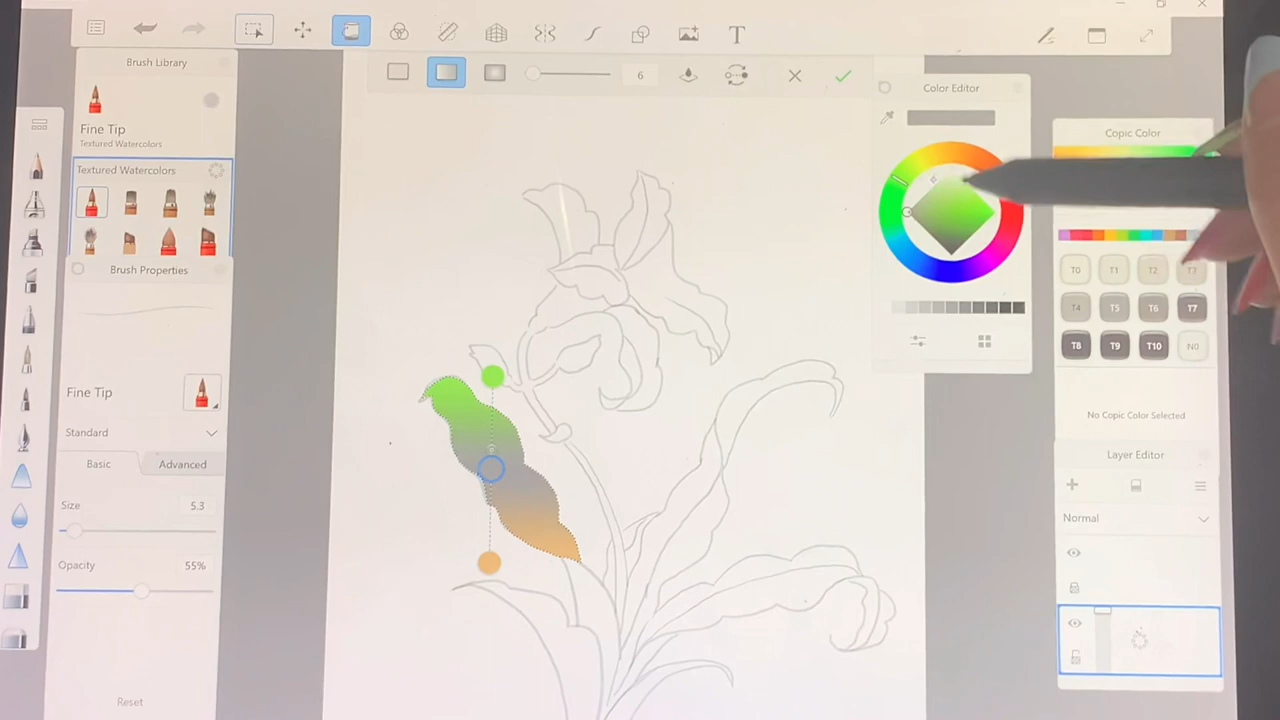 Brush Library
Fine Tip
Textured Watercolors
Textured Watercolors
Brush Properties
Fine Tip
Standard
Basic
Advanced
Size
5.3
Opacity
55%
Reset
T
6
Color Editor
Copic Color
T0
T1
T2
T3
T4
T5
T6
T7
T8
T9
T10
N0
No Copic Color Selected
Layer Editor
Normal